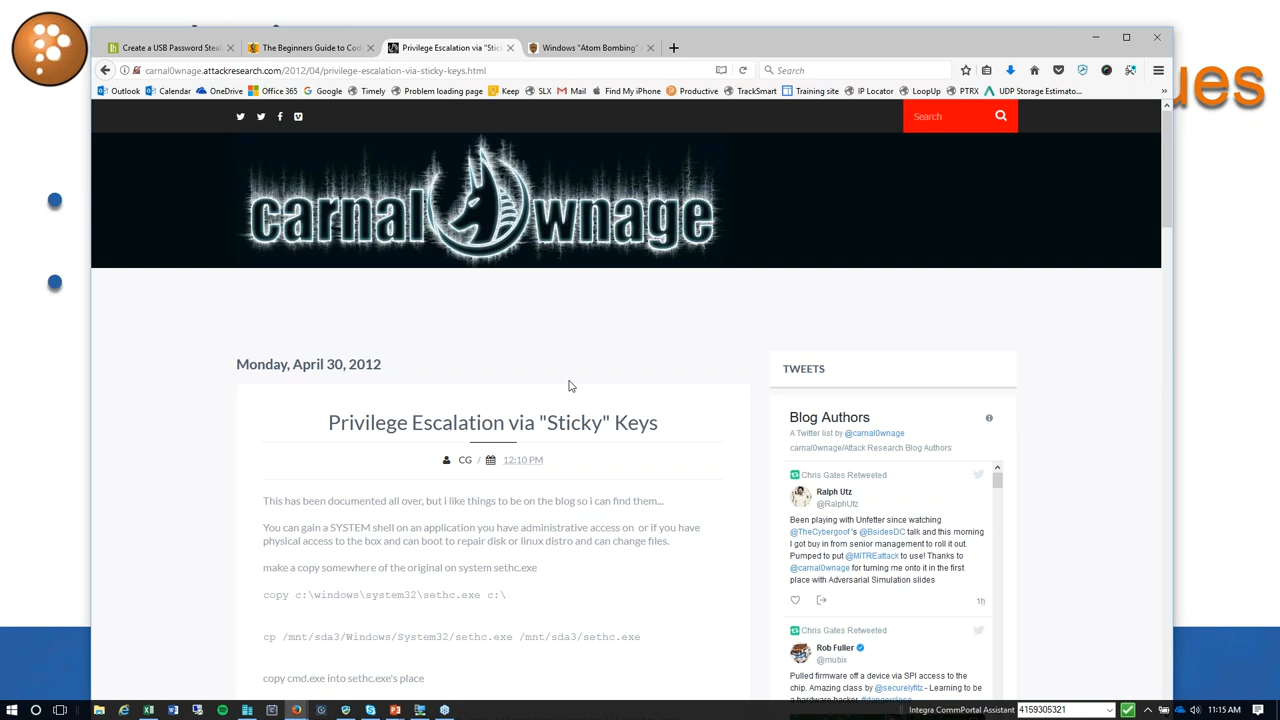 ues
Create a USB Password Steal
The Beginners Guide to Cod
Privilege Escalation via "Stick
Windows "Atom Bombing"
carnal0wnage.attackresearch.com/2012/04/privilege-escalation-via-sticky-keys.html
Search
Outlook Calendar OneDrive Office 365 Google Timely Problem loading page Keep SLX Mail Find My iPhone Productive TrackSmart Training site IP Locator LoopUp PTRX UDP Storage Estimato...
Search
carnal0wnage
Monday, April 30, 2012
TWEETS
Privilege Escalation via "Sticky" Keys
CG / 12:10 PM
This has been documented all over, but i like things to be on the blog so i can find them...
You can gain a SYSTEM shell on an application you have administrative access on or if you have
physical access to the box and can boot to repair disk or linux distro and can change files.
make a copy somewhere of the original on system sethc.exe
copy c:\windows\system32\sethc.exe c:\
cp /mnt/sda3/Windows/System32/sethc.exe /mnt/sda3/sethc.exe
copy cmd.exe into sethc.exe's place
Blog Authors
A Twitter list by @carnal0wnage
carnal0wnage/Attack Research Blog Authors
Chris Gates Retweeted
Ralph Utz
@RalphUtz
Been playing with Unfetter since watching
@TheCybergoof 's @BsidesDC talk and this morning
I got buy in from senior management to roll it out.
Pumped to put @MITREattack to use! Thanks to
@carnal0wnage for turning me onto it in the first
place with Adversarial Simulation slides
1h
Chris Gates Retweeted
Rob Fuller
@mubix
Pulled firmware off a device via SPI access to the
chip. Amazing class by @securelyfitz - Learning to
be a hardware hacker
Integra CommPortal Assistant 4159305321
11:15 AM